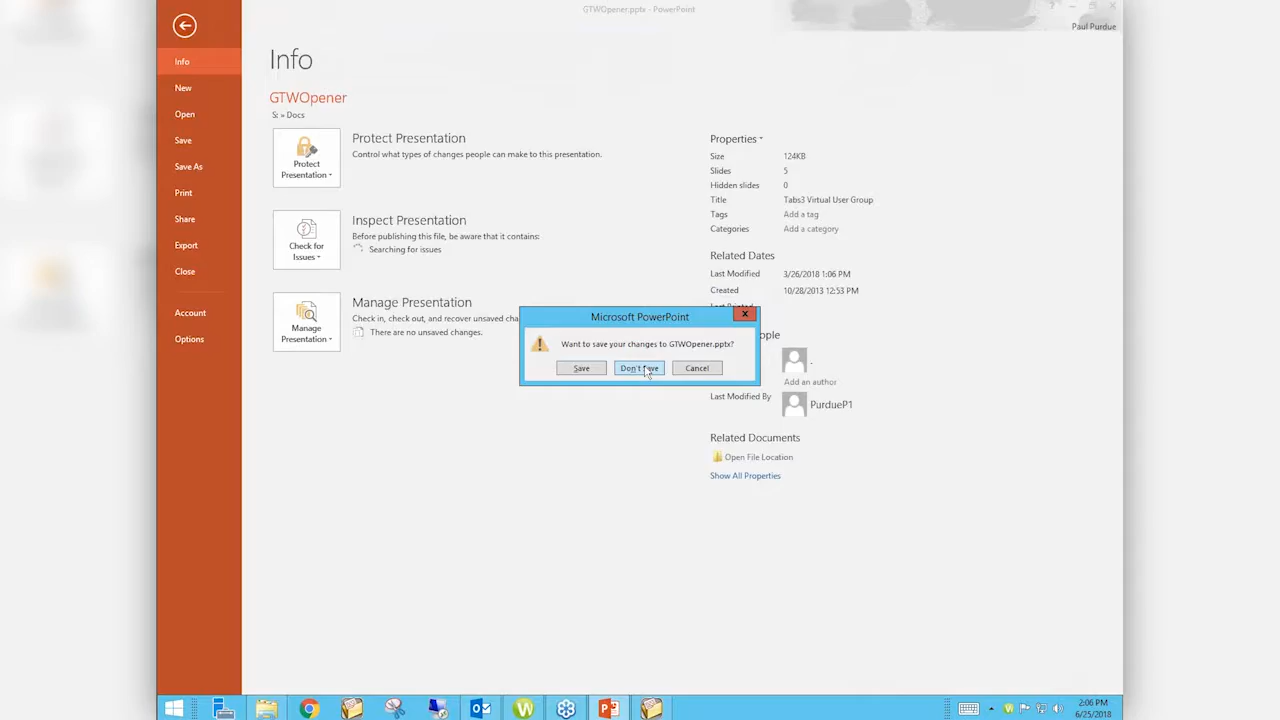 GTWOpener.pptx - PowerPoint
?
Paul Purdue
Info
New
Open
Save
Save As
Print
Share
Export
Close
Account
Options
Info
GTWOpener
S: » Docs
Protect Presentation
Protect Presentation
Control what types of changes people can make to this presentation.
Check for Issues
Inspect Presentation
Before publishing this file, be aware that it contains:
Searching for issues
Manage Presentation
Manage Presentation
Check in, check out, and recover unsaved cha
There are no unsaved changes.
Properties
Size 124KB
Slides 5
Hidden slides 0
Title Tabs3 Virtual User Group
Tags Add a tag
Categories Add a category
Related Dates
Last Modified 3/26/2018 1:06 PM
Created 10/28/2013 12:53 PM
ople
Add an author
Last Modified By PurdueP1
Related Documents
Open File Location
Show All Properties
Microsoft PowerPoint
Want to save your changes to GTWOpener.pptx?
Save Don't Save Cancel
2:06 PM
6/25/2018